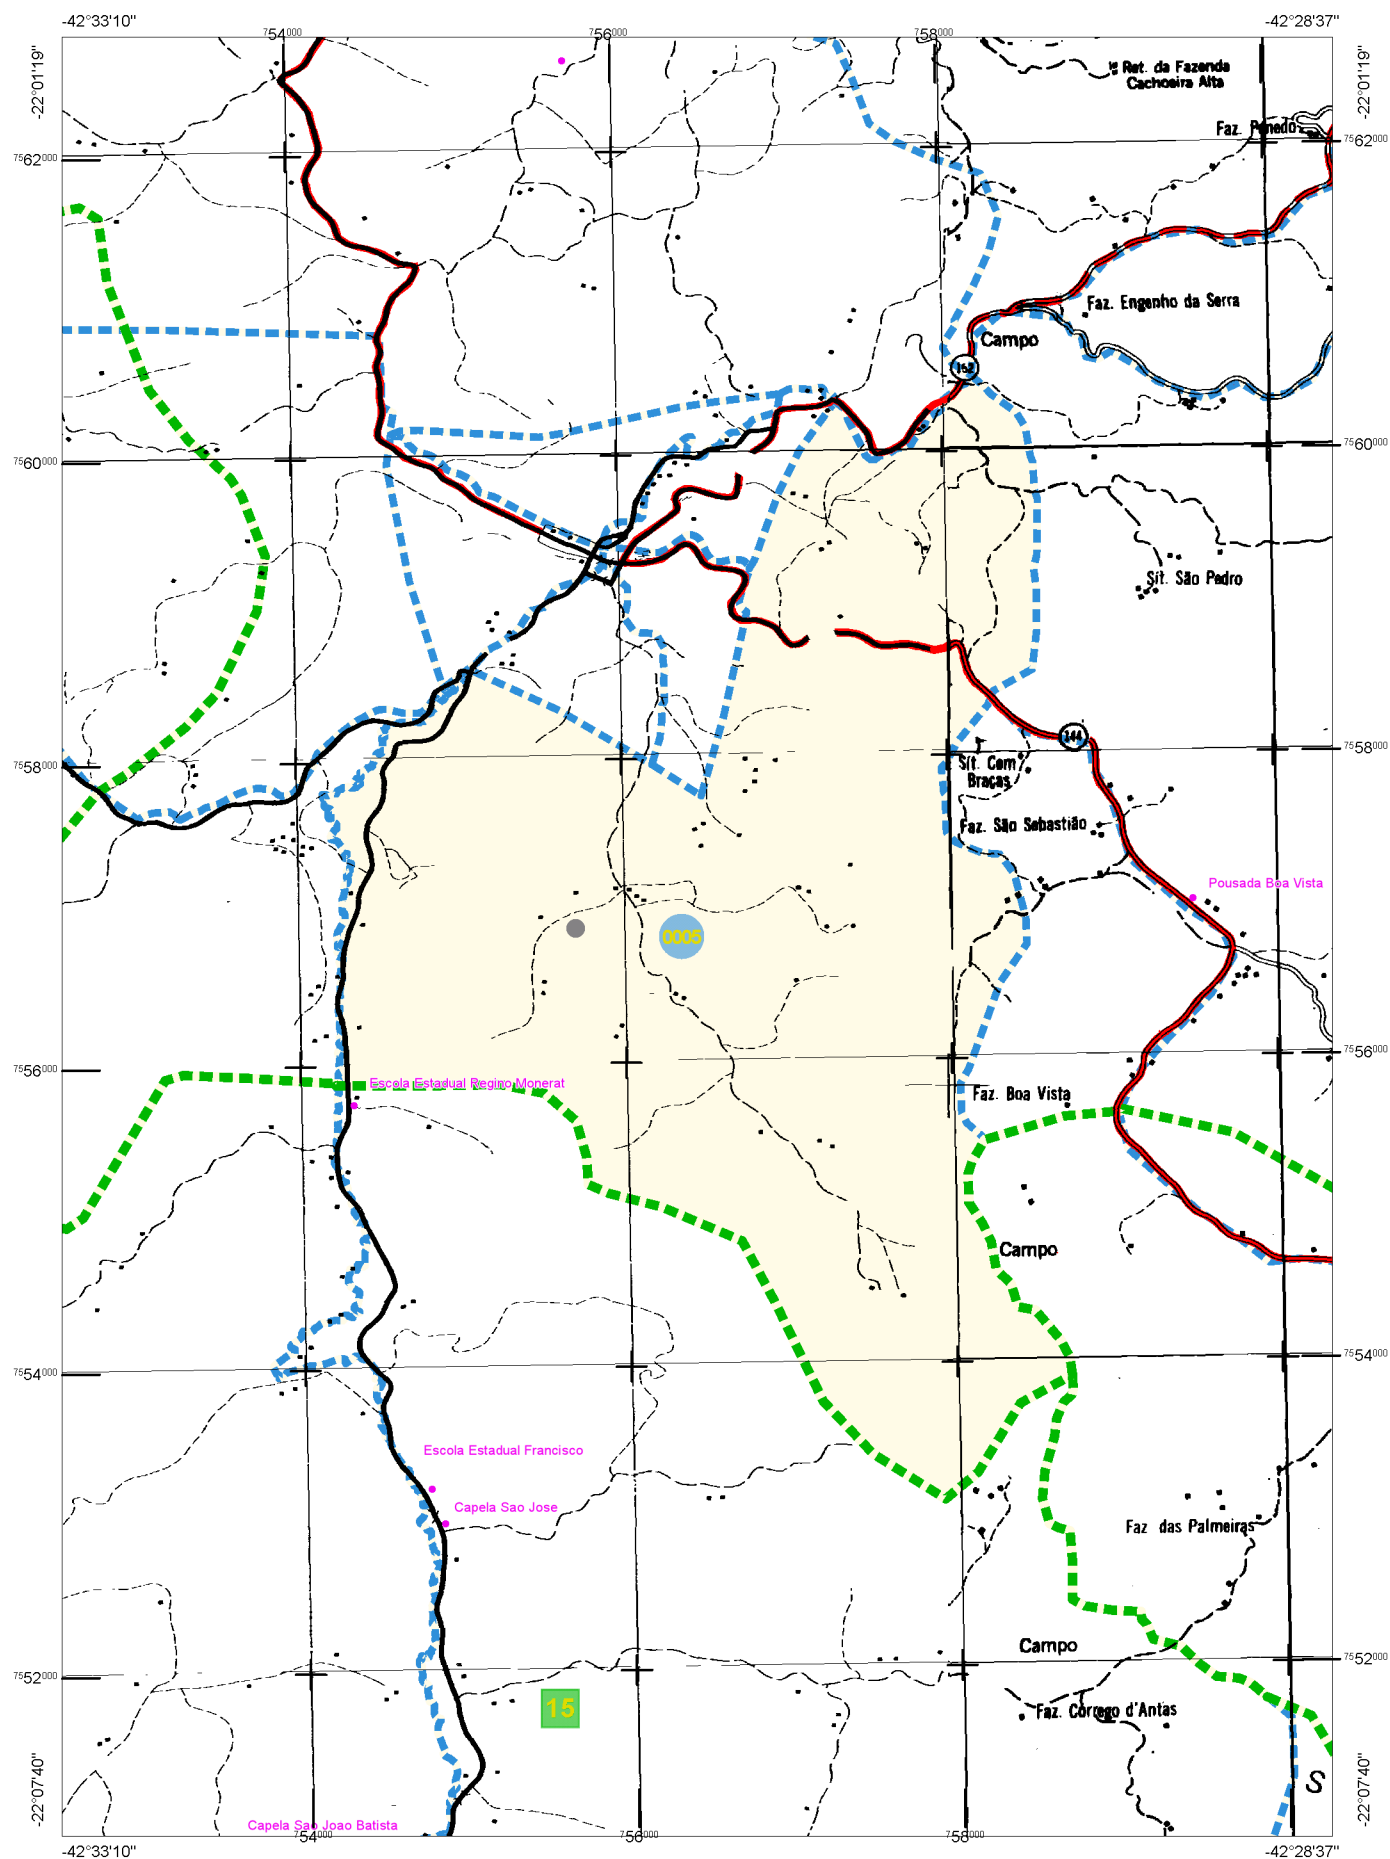 -42°33'10"
-42°28'37"
754000
756000
758000
-22°01'19"
-22°01'19"
Ret. da Fazenda
Cachoeira Alta
Faz. Penedo
7562000
7562000
Faz. Engenho da Serra
Campo
162
7560000
7560000
Sít. São Pedro
144
7558000
7558000
Sít. Cem
Braças
Faz. São Sebastião
Pousada Boa Vista
0005
7556000
7556000
Escola Estadual Regino Monerat
Faz. Boa Vista
Campo
7554000
7554000
Escola Estadual Francisco
Capela Sao Jose
Faz das Palmeiras
Campo
7552000
7552000
15
Faz. Córrego d'Antas
S
-22°07'40"
-22°07'40"
Capela Sao Joao Batista
754000
756000
758000
-42°33'10"
-42°28'37"